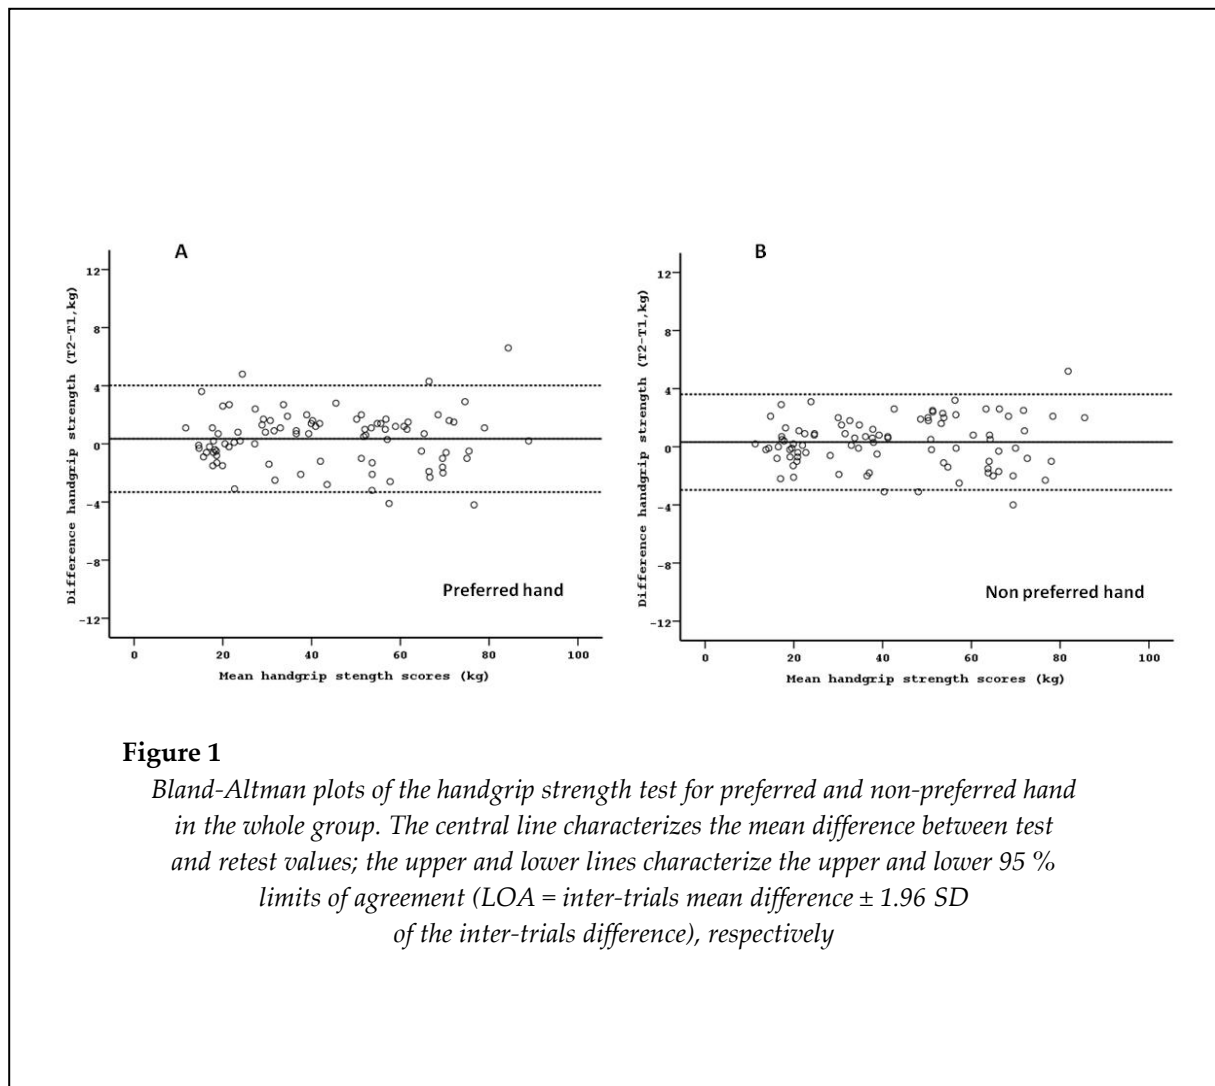 A
Difference handgrip strength (T2-T1,kg)
12
8
4
0
-4
-8
-12
Preferred hand
0 20 40 60 80 100
Mean handgrip stength scores (kg)
B
Difference handgrip strength (T2-T1,kg)
12
8
4
0
-4
-8
-12
Non preferred hand
0 20 40 60 80 100
Mean handgrip strength scores (kg)
Figure 1
Bland-Altman plots of the handgrip strength test for preferred and non-preferred hand
in the whole group. The central line characterizes the mean difference between test
and retest values; the upper and lower lines characterize the upper and lower 95 %
limits of agreement (LOA = inter-trials mean difference ± 1.96 SD
of the inter-trials difference), respectively